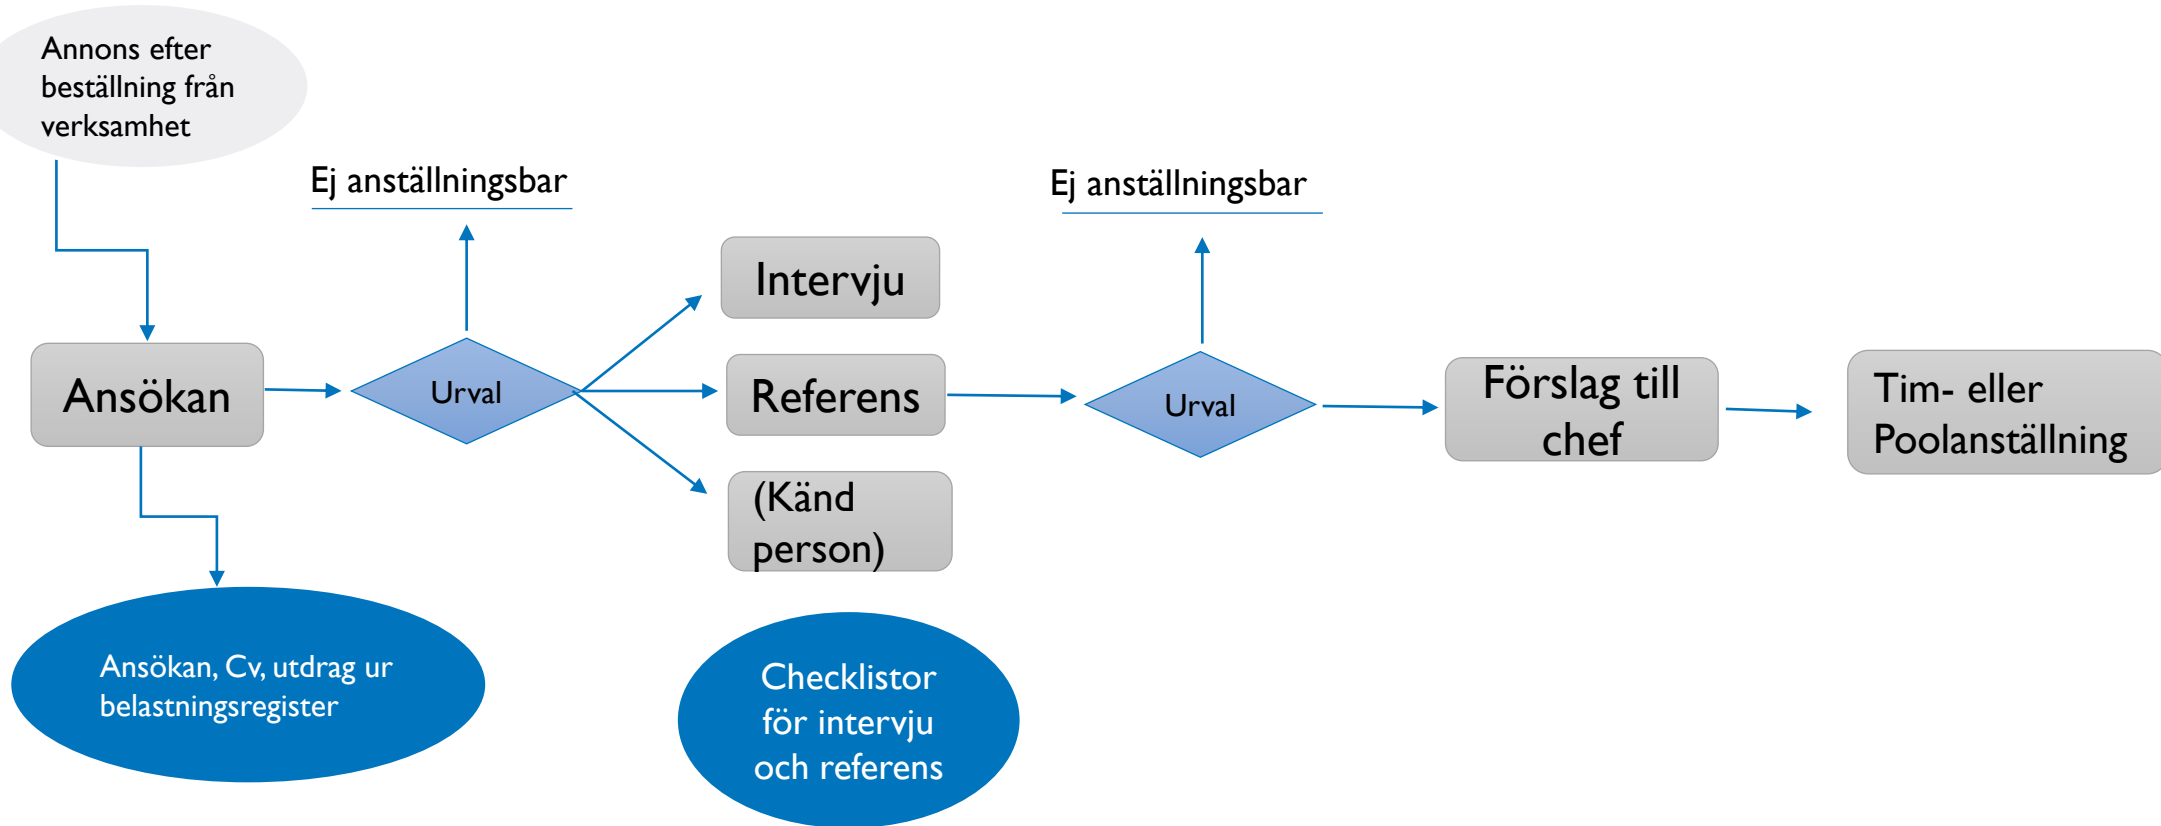 Annons efter
beställning från
verksamhet
Ej anställningsbar
Ej anställningsbar
Intervju
Ansökan
Urval
Referens
Urval
Förslag till
chef
Tim- eller
Poolanställning
(Känd
person)
Ansökan, Cv, utdrag ur
belastningsregister
Checklistor
för intervju
och referens